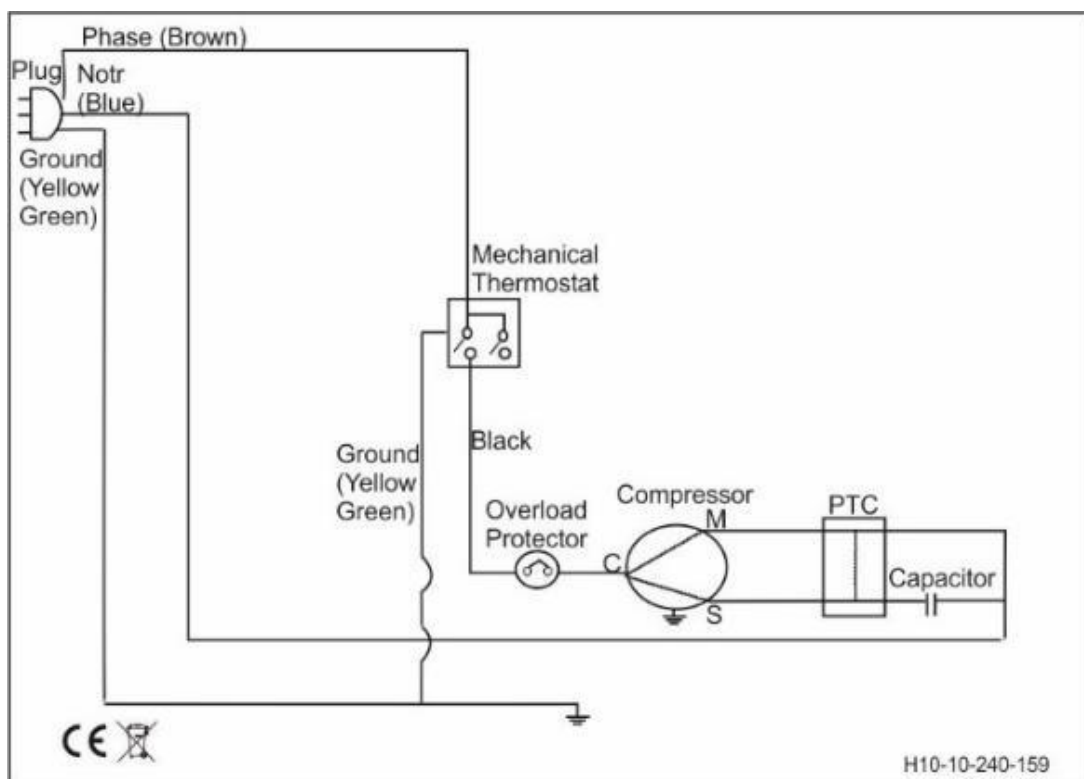 Phase (Brown)
Plug
Notr
(Blue)
Ground
(Yellow
Green)
Mechanical
Thermostat
Ground
(Yellow
Green)
Black
Overload
Protector
Compressor
M
C
S
PTC
Capacitor
CE
H10-10-240-159